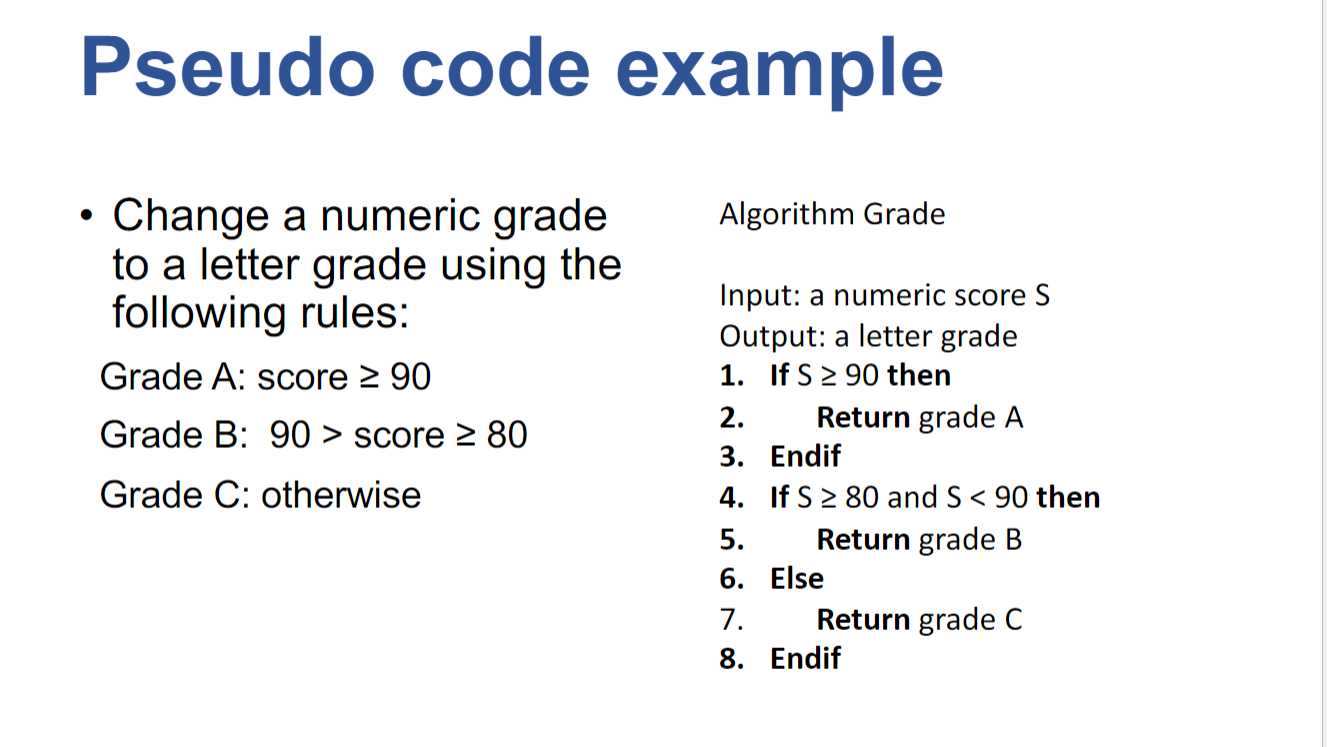 Pseudo code example
• Change a numeric grade
to a letter grade using the
following rules:
Grade A: score ≥ 90
Grade B:  90 > score ≥ 80
Grade C: otherwise
Algorithm Grade
Input: a numeric score S
Output: a letter grade
1. If S ≥ 90 then
2. Return grade A
3. Endif
4. If S ≥ 80 and S < 90 then
5. Return grade B
6. Else
7. Return grade C
8. Endif